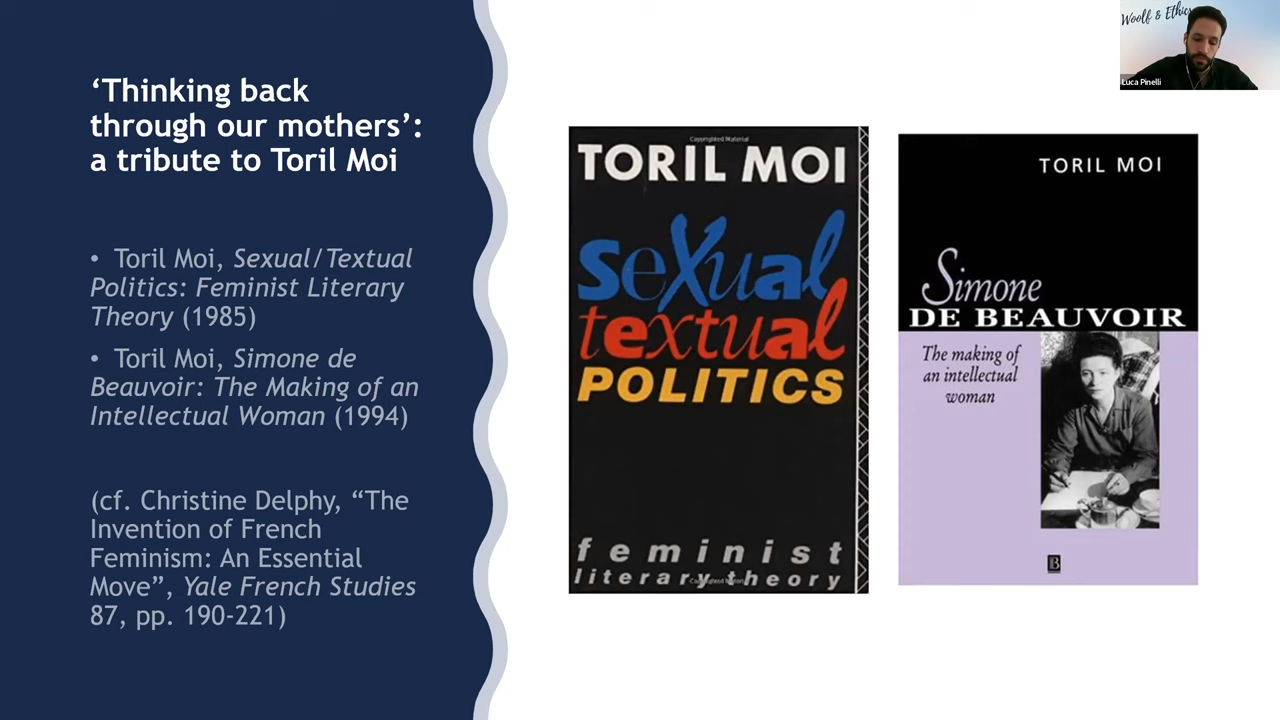 ‘Thinking back
through our mothers’:
a tribute to Toril Moi
• Toril Moi, Sexual/Textual
Politics: Feminist Literary
Theory (1985)
• Toril Moi, Simone de
Beauvoir: The Making of an
Intellectual Woman (1994)
(cf. Christine Delphy, “The
Invention of French
Feminism: An Essential
Move”, Yale French Studies
87, pp. 190-221)
Copyrighted Material
TORIL MOI
sexual
textual
POLITICS
feminist
literary theory
TORIL MOI
Simone
DE BEAUVOIR
The making of
an intellectual
woman
B
Woolf & Ethics
Luca Pinelli